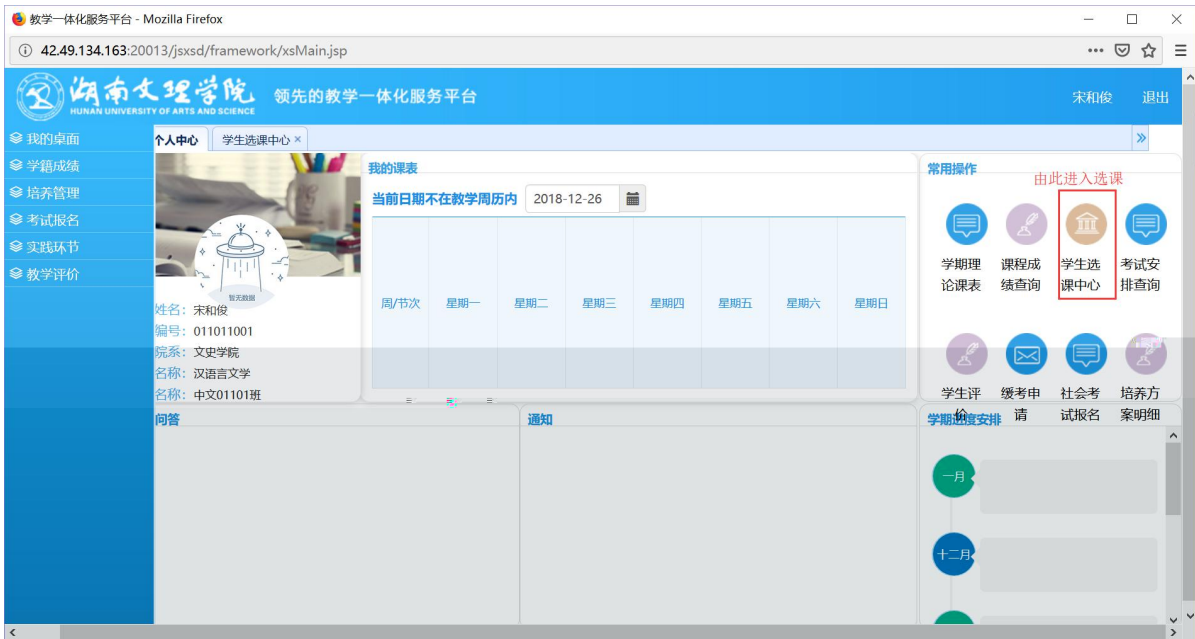 教学一体化服务平台 - Mozilla Firefox
42.49.134.163:20013/jsxsd/framework/xsMain.jsp
湖南文理学院
HUNAN UNIVERSITY OF ARTS AND SCIENCE
领先的教学一体化服务平台
宋和俊 退出
我的桌面
学籍成绩
培养管理
考试报名
实践环节
教学评价
个人中心 学生选课中心 ×
暂无数据
姓名：宋和俊
编号：011011001
院系：文史学院
名称：汉语言文学
名称：中文01101班
我的课表
当前日期不在教学周历内 2018-12-26
周/节次 星期一 星期二 星期三 星期四 星期五 星期六 星期日
常用操作
由此进入选课
学期理论课表
课程成绩查询
学生选课中心
考试安排查询
学生评价
缓考申请
社会考试报名
培养方案明细
问答
通知
学期进度安排
一月
十二月